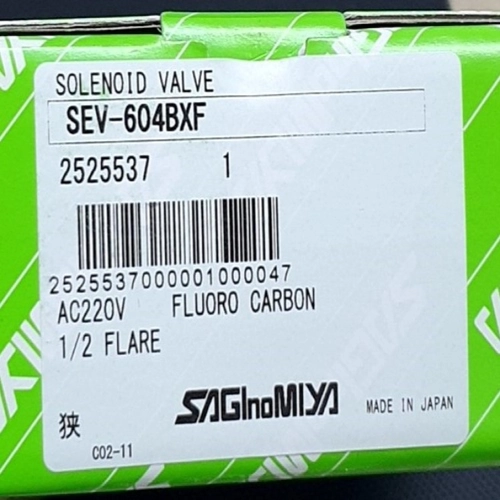 SOLENOID VALVE
SEV-604BXF
2525537 1
2525537000001000047
AC220V FLUORO CARBON
1/2 FLARE
SAGInoMIYA MADE IN JAPAN
狭
C02-11